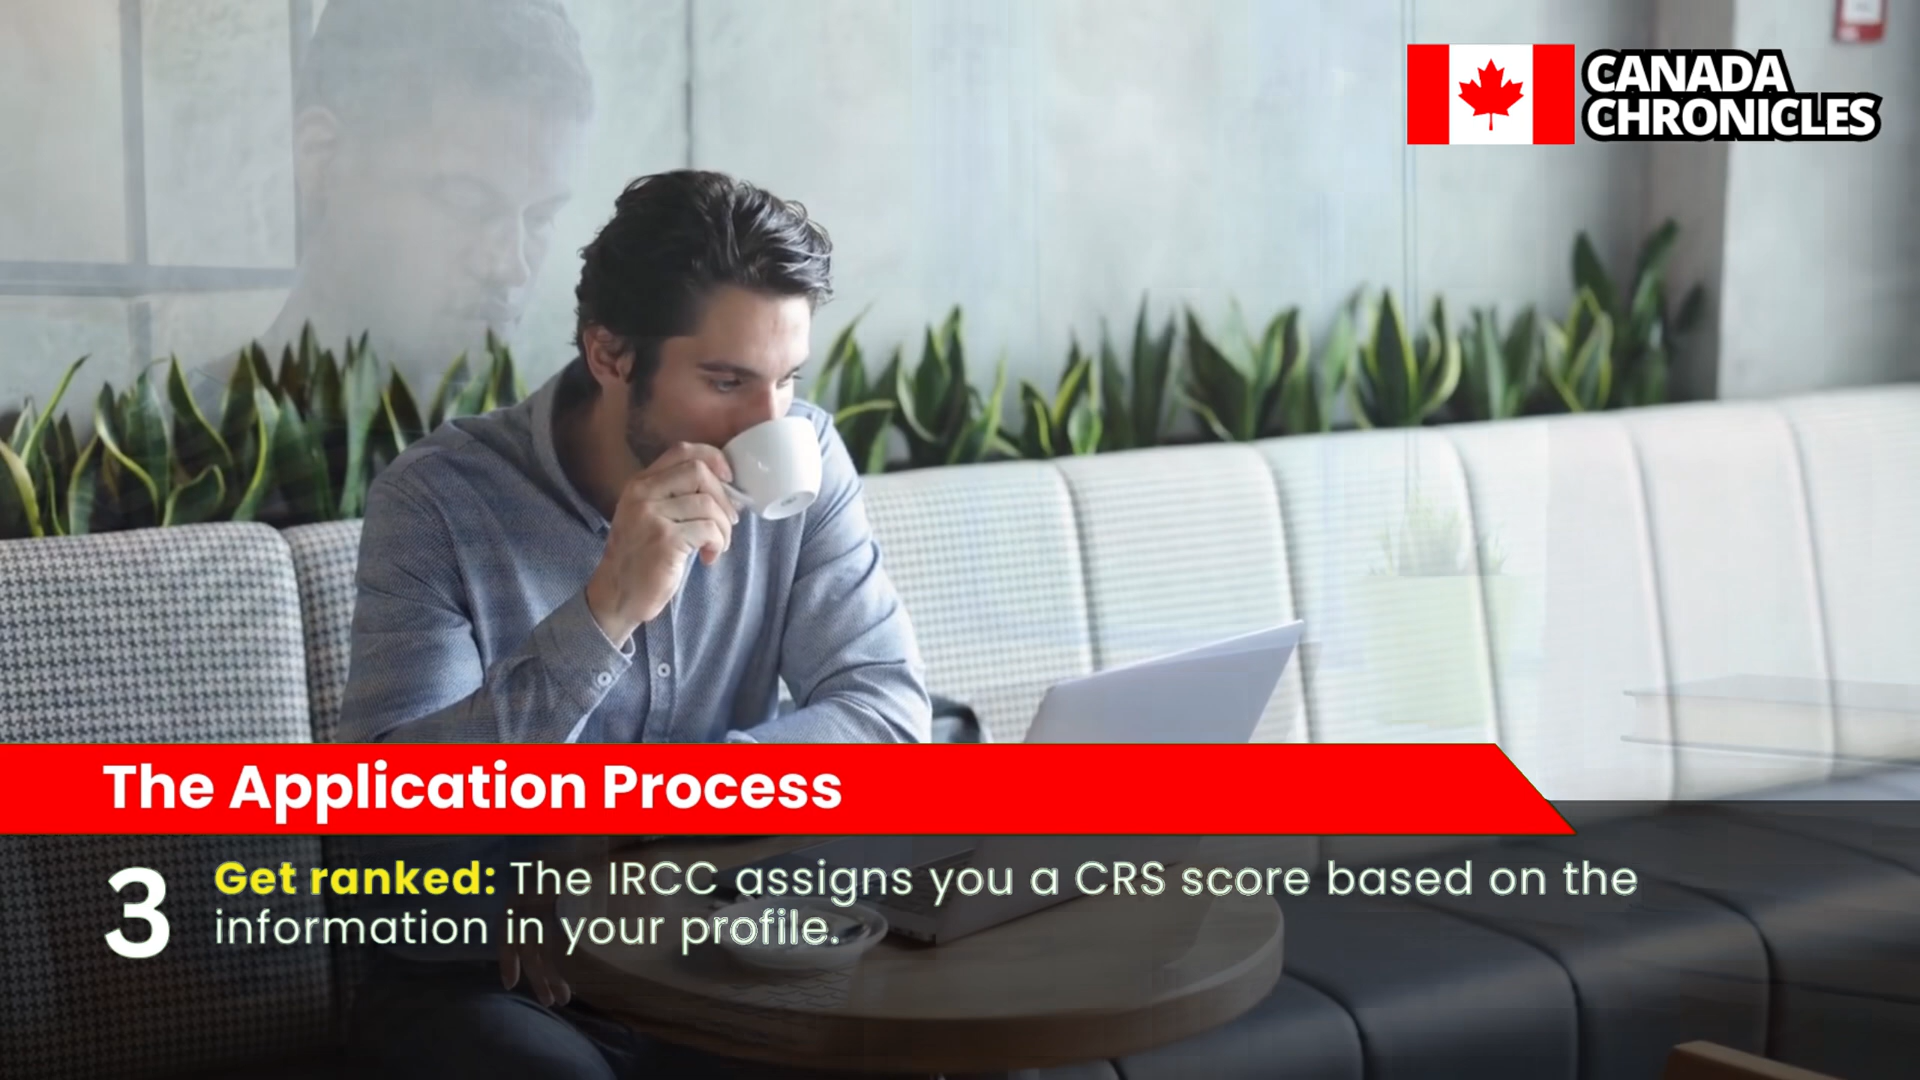 CANADA
CHRONICLES
The Application Process
3
Get ranked: The IRCC assigns you a CRS score based on the
information in your profile.